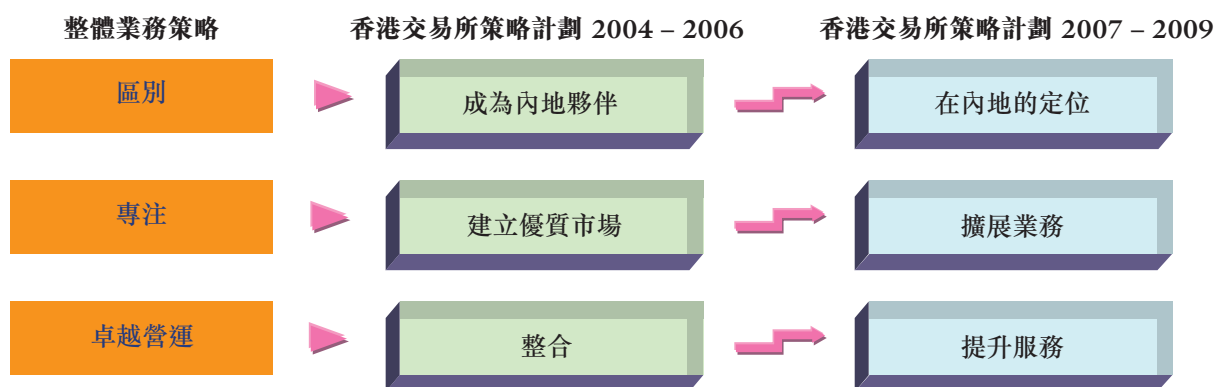 整體業務策略 香港交易所策略計劃 2004 – 2006 香港交易所策略計劃 2007 – 2009
區別 成為內地夥伴 在內地的定位
專注 建立優質市場 擴展業務
卓越營運 整合 提升服務